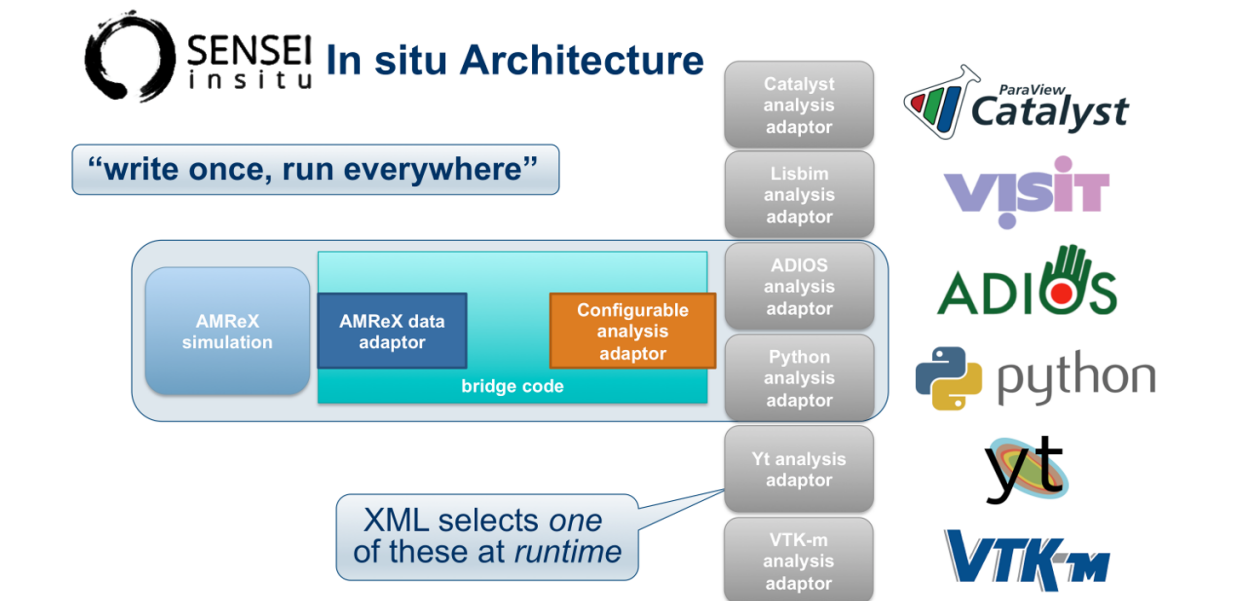 SENSEI
insitu
In situ Architecture
“write once, run everywhere”
AMReX
simulation
AMReX data
adaptor
Configurable
analysis
adaptor
bridge code
Catalyst
analysis
adaptor
ParaView
Catalyst
Lisbim
analysis
adaptor
VISIT
ADIOS
analysis
adaptor
ADIOS
Python
analysis
adaptor
python
Yt analysis
adaptor
yt
VTK-m
analysis
adaptor
VTK-m
XML selects one
of these at runtime